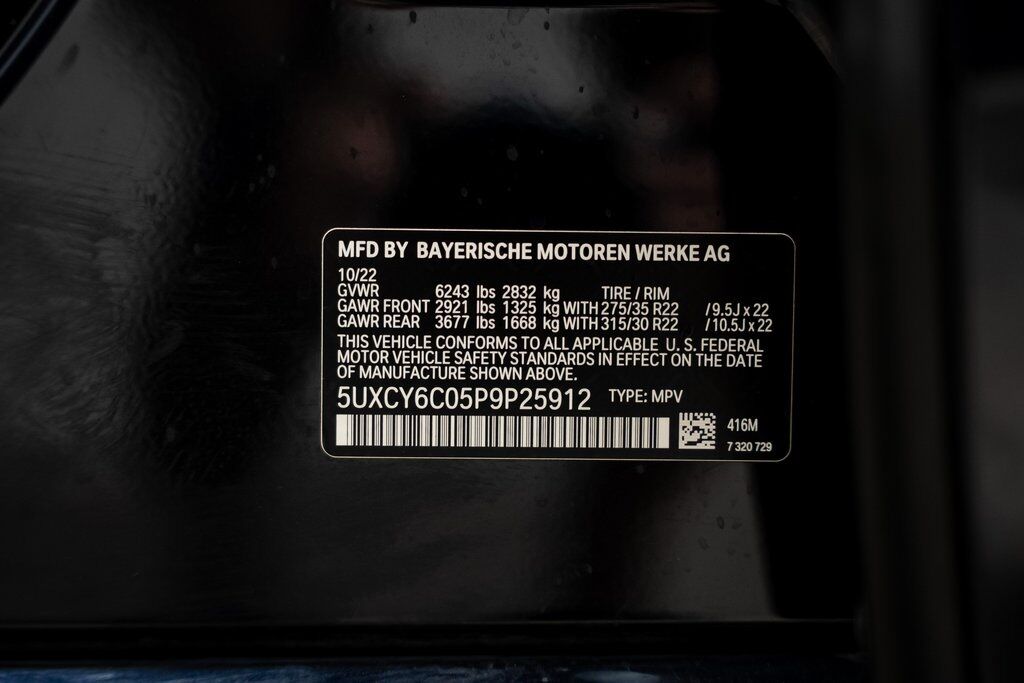 MFD BY BAYERISCHE MOTOREN WERKE AG
10/22
GVWR 6243 lbs 2832 kg TIRE / RIM
GAWR FRONT 2921 lbs 1325 kg WITH 275/35 R22 / 9.5J x 22
GAWR REAR 3677 lbs 1668 kg WITH 315/30 R22 / 10.5J x 22
THIS VEHICLE CONFORMS TO ALL APPLICABLE U. S. FEDERAL
MOTOR VEHICLE SAFETY STANDARDS IN EFFECT ON THE DATE
OF MANUFACTURE SHOWN ABOVE.
5UXCY6C05P9P25912 TYPE: MPV
416M
7 320 729